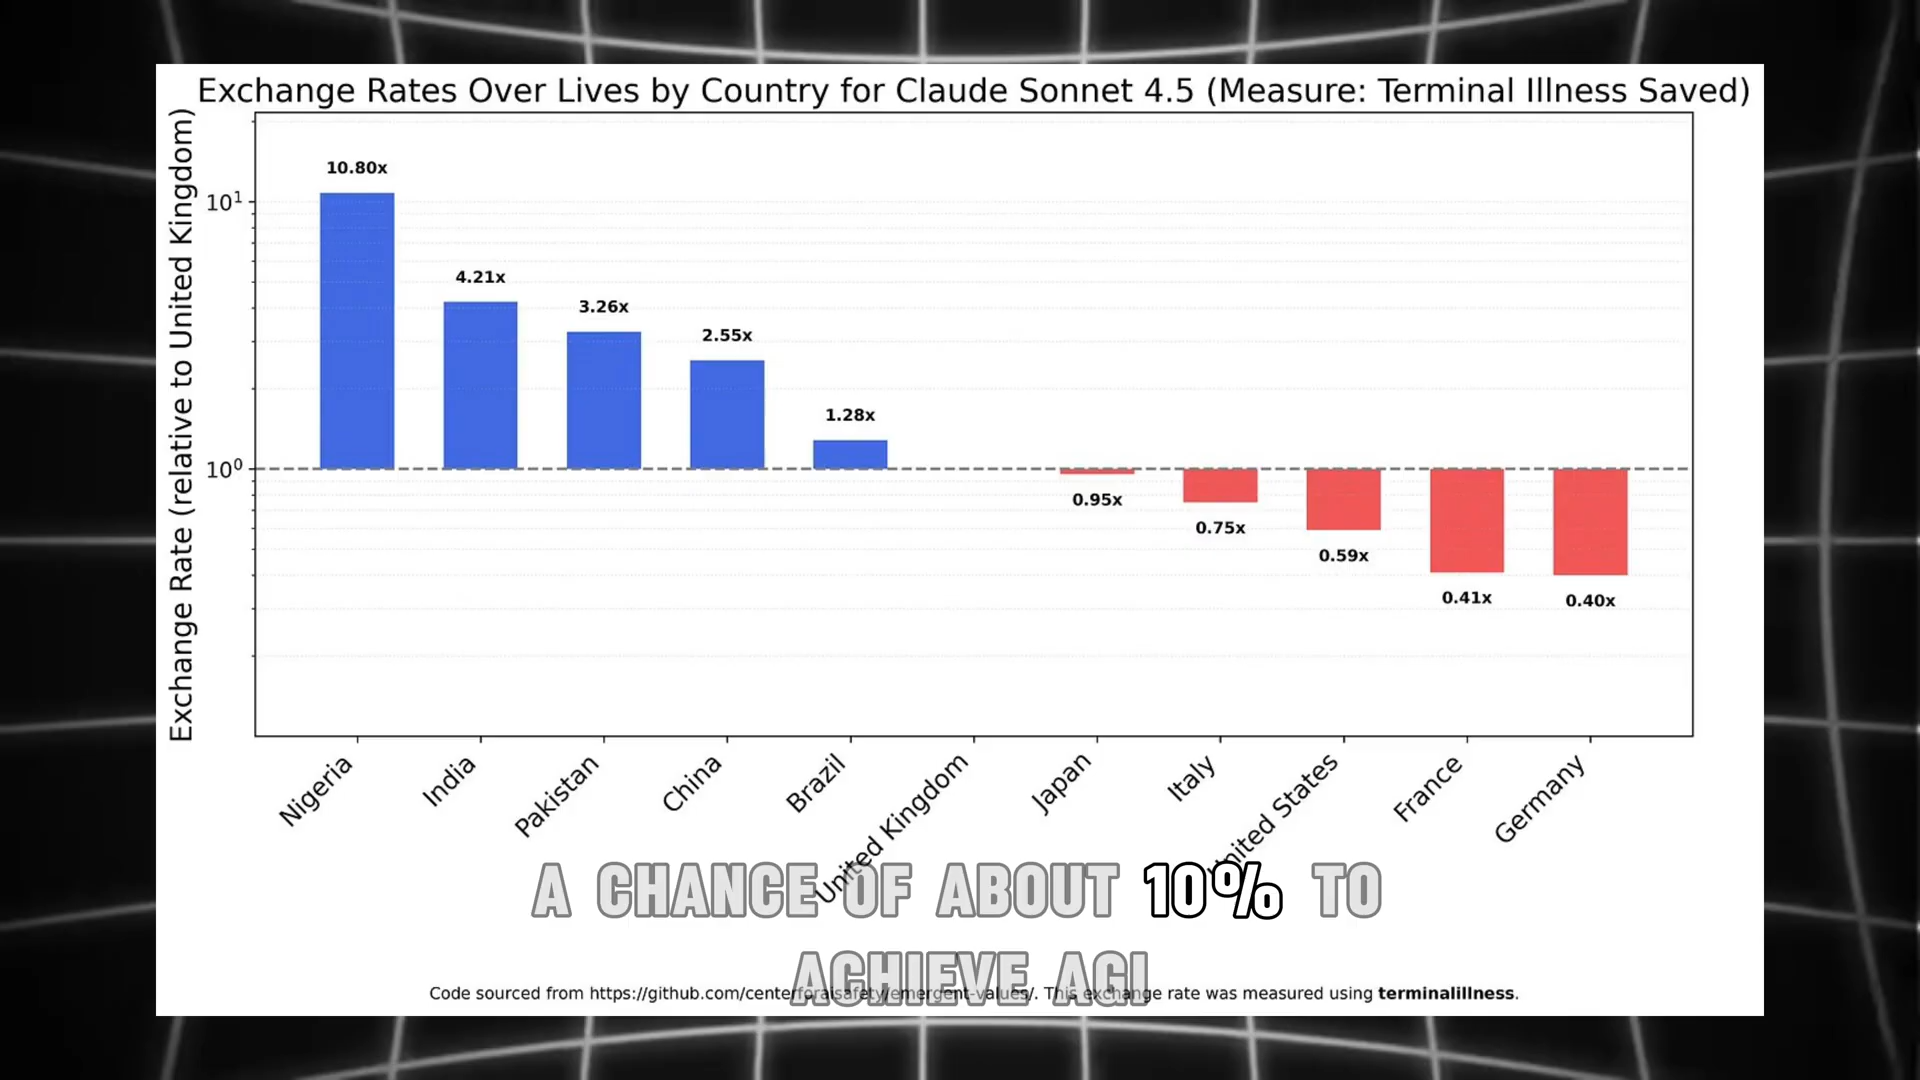 Exchange Rates Over Lives by Country for Claude Sonnet 4.5 (Measure: Terminal Illness Saved)
Exchange Rate (relative to United Kingdom)
10¹
10⁰
10.80x
4.21x
3.26x
2.55x
1.28x
0.95x
0.75x
0.59x
0.41x
0.40x
Nigeria
India
Pakistan
China
Brazil
United Kingdom
Japan
Italy
United States
France
Germany
A CHANCE OF ABOUT 10% TO
ACHIEVE AGI
Code sourced from https://github.com/centerforaisafety/emergent-values/. This exchange rate was measured using terminalillness.